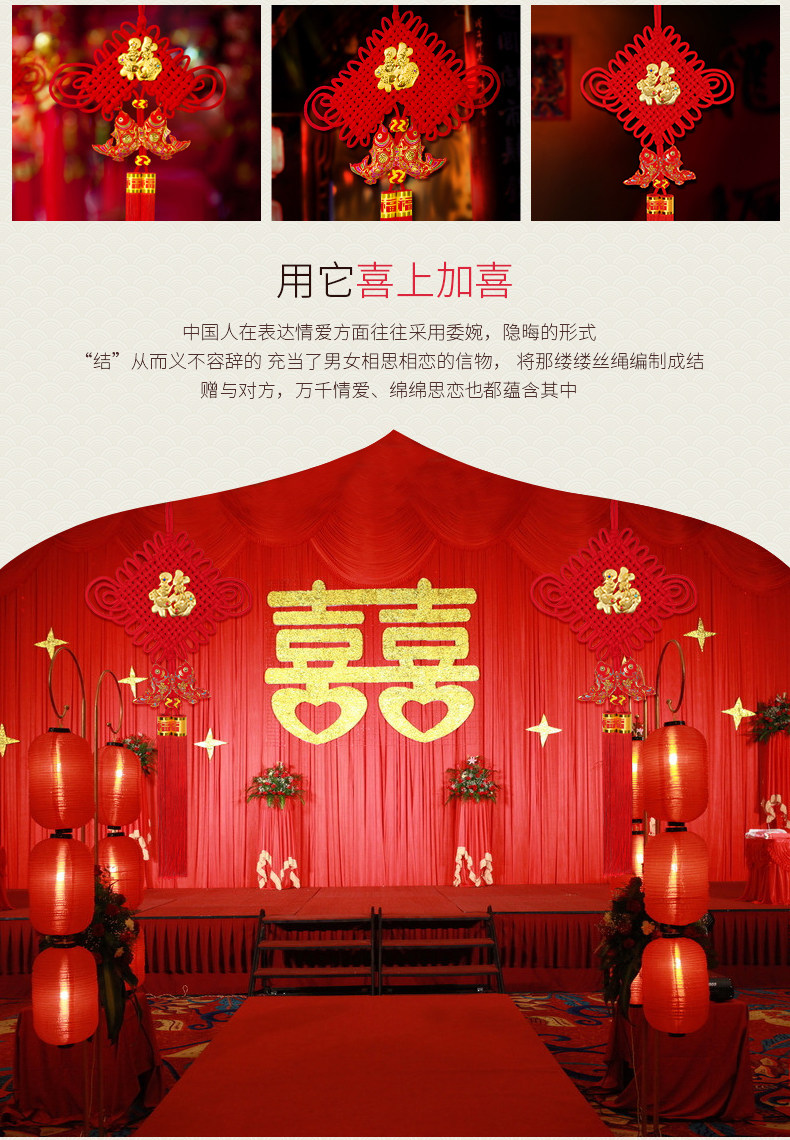 福
福
福
用它喜上加喜
中国人在表达情爱方面往往采用委婉，隐晦的形式
“结”从而义不容辞的 充当了男女相思相恋的信物， 将那缕缕丝绳编制成结
赠与对方，万千情爱、绵绵思恋也都蕴含其中
福
福
囍